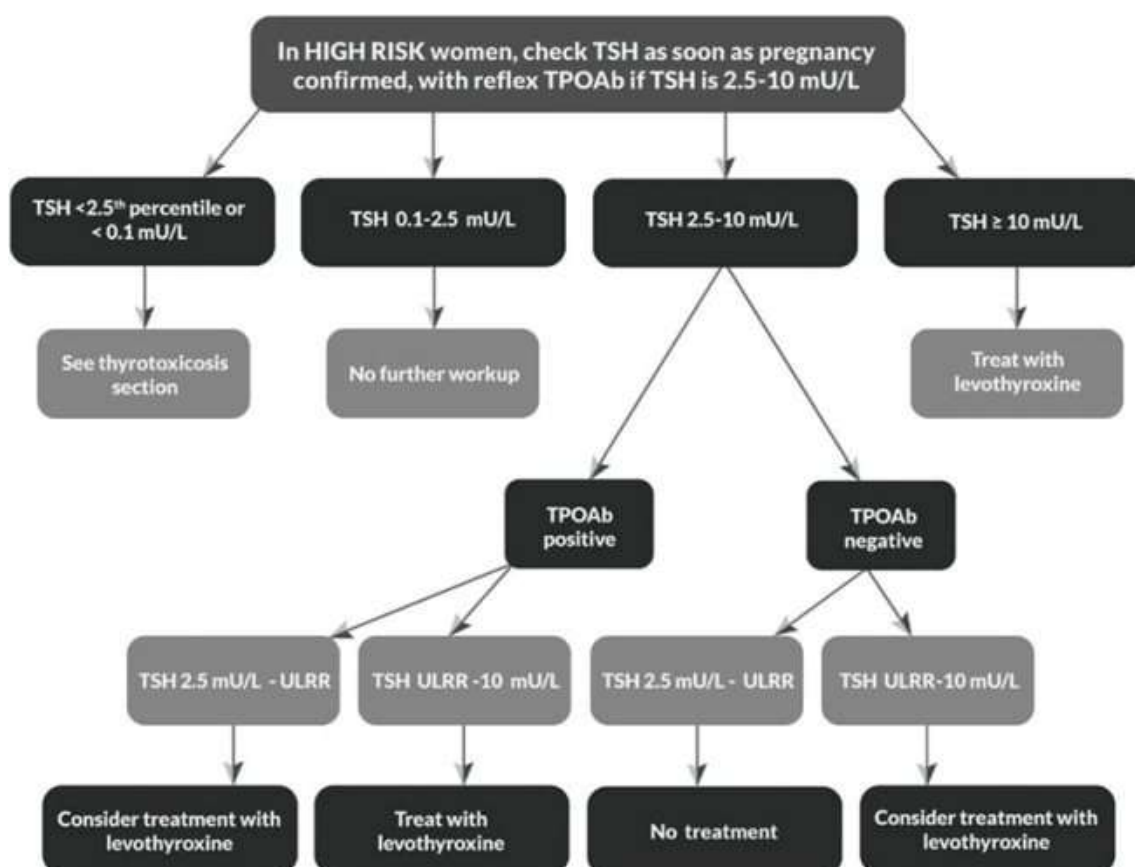 In HIGH RISK women, check TSH as soon as pregnancy
confirmed, with reflex TPOAb if TSH is 2.5-10 mU/L
TSH <2.5th percentile or
< 0.1 mU/L
TSH 0.1-2.5 mU/L
TSH 2.5-10 mU/L
TSH ≥ 10 mU/L
See thyrotoxicosis
section
No further workup
Treat with
levothyroxine
TPOAb
positive
TPOAb
negative
TSH 2.5 mU/L - ULRR
TSH ULRR -10 mU/L
TSH 2.5 mU/L - ULRR
TSH ULRR-10 mU/L
Consider treatment with
levothyroxine
Treat with
levothyroxine
No treatment
Consider treatment with
levothyroxine